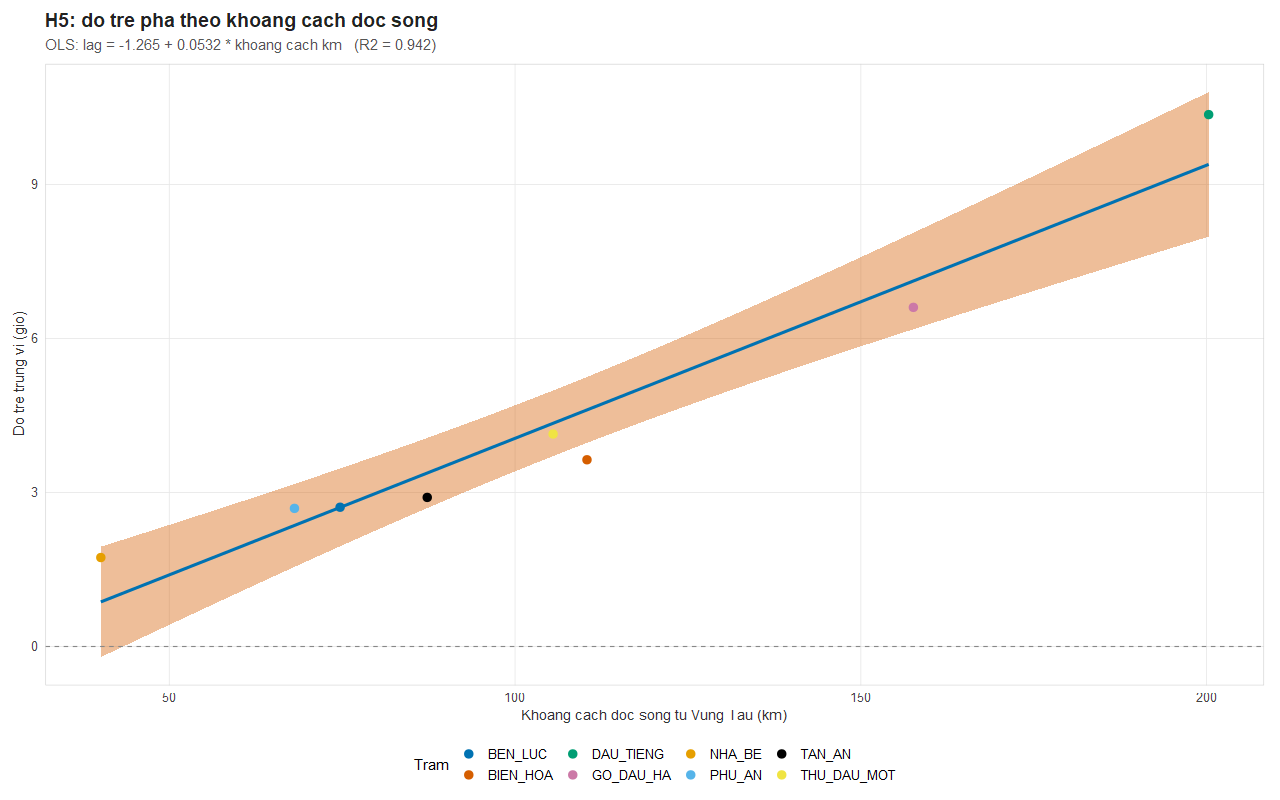 H5: do tre pha theo khoang cach doc song
OLS: lag = -1.265 + 0.0532 * khoang cach km (R2 = 0.942)
Do tre trung vi (gio)
9
6
3
0
50 100 150 200
Khoang cach doc song tu Vung Tau (km)
Tram
BEN_LUC DAU_TIENG NHA_BE TAN_AN
BIEN_HOA GO_DAU_HA PHU_AN THU_DAU_MOT